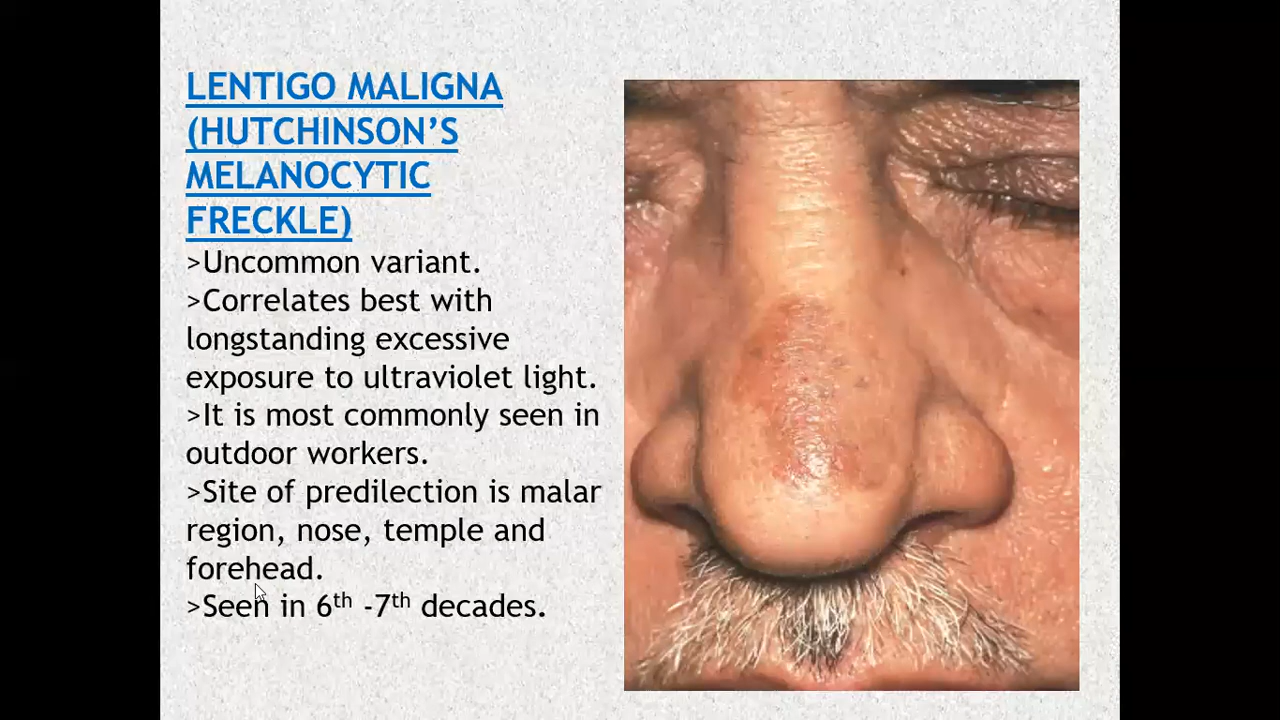 LENTIGO MALIGNA
(HUTCHINSON’S
MELANOCYTIC
FRECKLE)
>Uncommon variant.
>Correlates best with
longstanding excessive
exposure to ultraviolet light.
>It is most commonly seen in
outdoor workers.
>Site of predilection is malar
region, nose, temple and
forehead.
>Seen in 6th -7th decades.